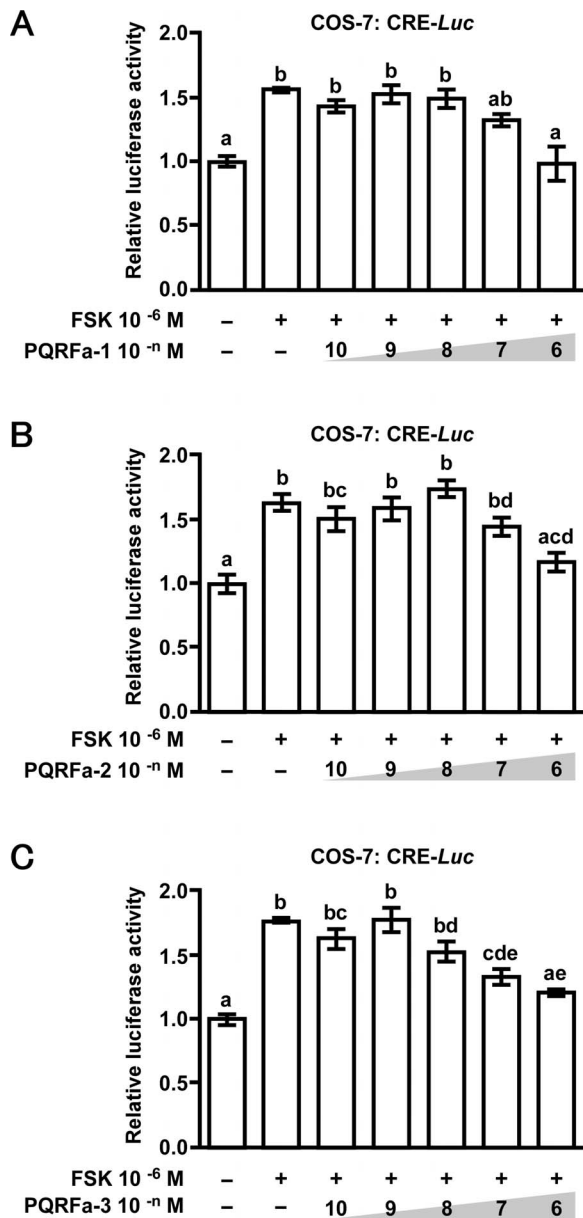 A
COS-7: CRE-Luc
Relative luciferase activity
2.0
1.5
1.0
0.5
0.0
a b b b b ab a
FSK 10 -6 M – + + + + + +
PQRFa-1 10 -n M – – 10 9 8 7 6
B
COS-7: CRE-Luc
Relative luciferase activity
2.0
1.5
1.0
0.5
0.0
a b bc b b bd acd
FSK 10 -6 M – + + + + + +
PQRFa-2 10 -n M – – 10 9 8 7 6
C
COS-7: CRE-Luc
Relative luciferase activity
2.0
1.5
1.0
0.5
0.0
a b bc b bd cde ae
FSK 10 -6 M – + + + + + +
PQRFa-3 10 -n M – – 10 9 8 7 6